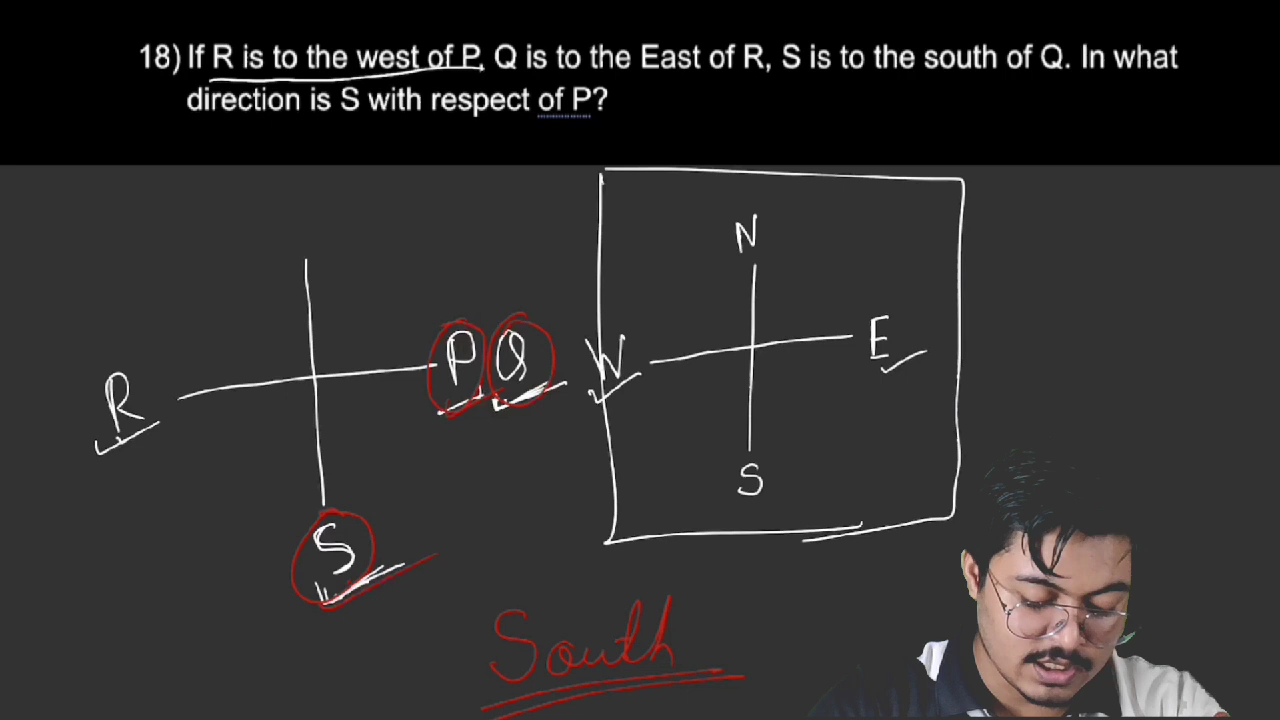 18) If R is to the west of P, Q is to the East of R, S is to the south of Q. In what
direction is S with respect of P?
N
R P Q W E
S
S
South